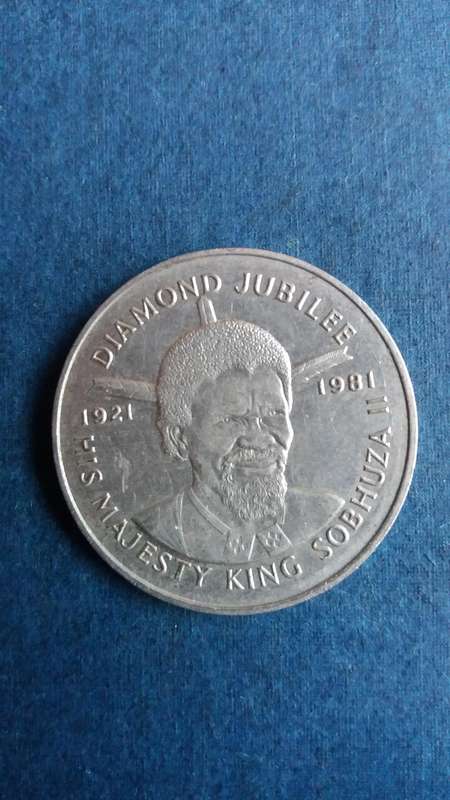 DIAMOND JUBILEE
1921
1981
HIS MAJESTY KING SOBHUZA II